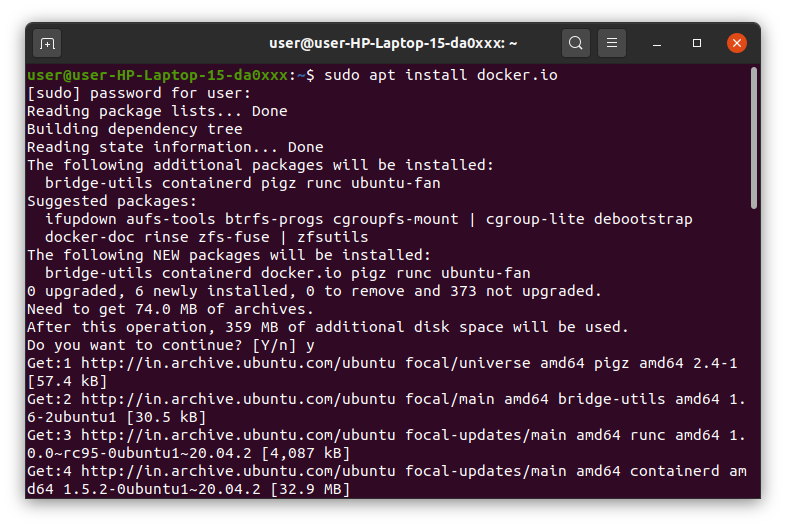 user@user-HP-Laptop-15-da0xxx: ~
user@user-HP-Laptop-15-da0xxx:~$ sudo apt install docker.io
[sudo] password for user:
Reading package lists... Done
Building dependency tree
Reading state information... Done
The following additional packages will be installed:
  bridge-utils containerd pigz runc ubuntu-fan
Suggested packages:
  ifupdown aufs-tools btrfs-progs cgroupfs-mount | cgroup-lite debootstrap
  docker-doc rinse zfs-fuse | zfsutils
The following NEW packages will be installed:
  bridge-utils containerd docker.io pigz runc ubuntu-fan
0 upgraded, 6 newly installed, 0 to remove and 373 not upgraded.
Need to get 74.0 MB of archives.
After this operation, 359 MB of additional disk space will be used.
Do you want to continue? [Y/n] y
Get:1 http://in.archive.ubuntu.com/ubuntu focal/universe amd64 pigz amd64 2.4-1
[57.4 kB]
Get:2 http://in.archive.ubuntu.com/ubuntu focal/main amd64 bridge-utils amd64 1.
6-2ubuntu1 [30.5 kB]
Get:3 http://in.archive.ubuntu.com/ubuntu focal-updates/main amd64 runc amd64 1.
0.0~rc95-0ubuntu1~20.04.2 [4,087 kB]
Get:4 http://in.archive.ubuntu.com/ubuntu focal-updates/main amd64 containerd am
d64 1.5.2-0ubuntu1~20.04.2 [32.9 MB]